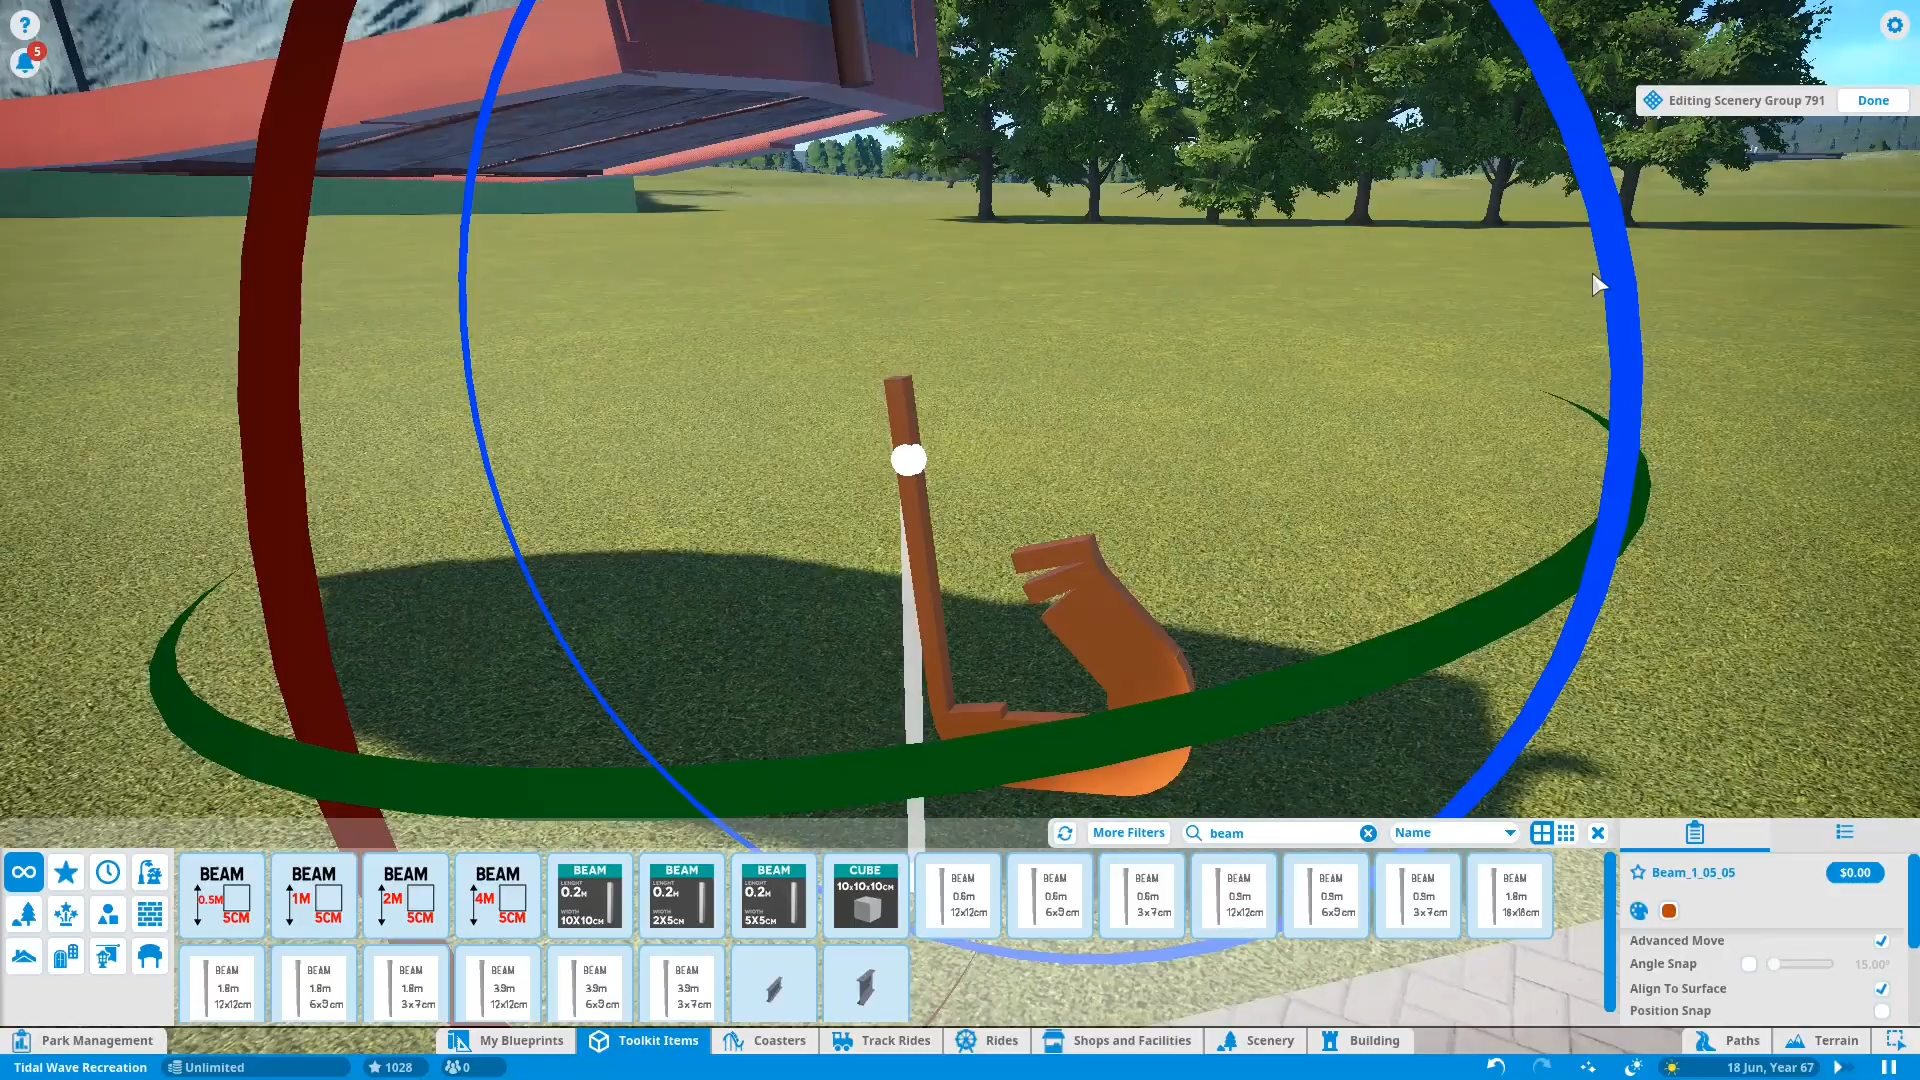 ?
5
Editing Scenery Group 791
Done
More Filters
beam
Name
BEAM
0.5M
5CM
BEAM
1M
5CM
BEAM
2M
5CM
BEAM
4M
5CM
BEAM
LENGHT
0.2M
WIDTH
10X10CM
BEAM
LENGHT
0.2M
WIDTH
2X5CM
BEAM
LENGHT
0.2M
WIDTH
5X5CM
CUBE
10x10x10CM
BEAM
0.6m
12x12cm
BEAM
0.6m
6x9cm
BEAM
0.6m
3x7cm
BEAM
0.9m
12x12cm
BEAM
0.9m
6x9cm
BEAM
0.9m
3x7cm
BEAM
1.8m
18x18cm
BEAM
1.8m
12x12cm
BEAM
1.8m
6x9cm
BEAM
1.8m
3x7cm
BEAM
3.9m
12x12cm
BEAM
3.9m
6x9cm
BEAM
3.9m
3x7cm
Beam_1_05_05
$0.00
Advanced Move
Angle Snap
15.00°
Align To Surface
Position Snap
Park Management
My Blueprints
Toolkit Items
Coasters
Track Rides
Rides
Shops and Facilities
Scenery
Building
Paths
Terrain
Tidal Wave Recreation
Unlimited
1028
0
18 Jun, Year 67